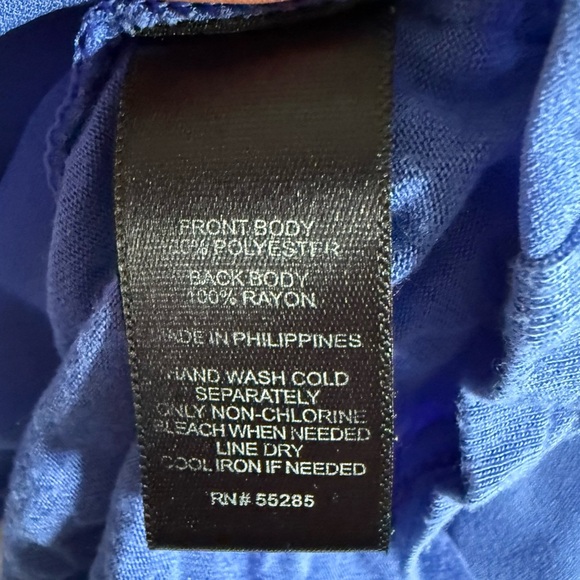 FRONT BODY
100% POLYESTER
BACK BODY
100% RAYON
MADE IN PHILIPPINES
HAND WASH COLD
SEPARATELY
ONLY NON-CHLORINE
BLEACH WHEN NEEDED
LINE DRY
COOL IRON IF NEEDED
RN# 55285